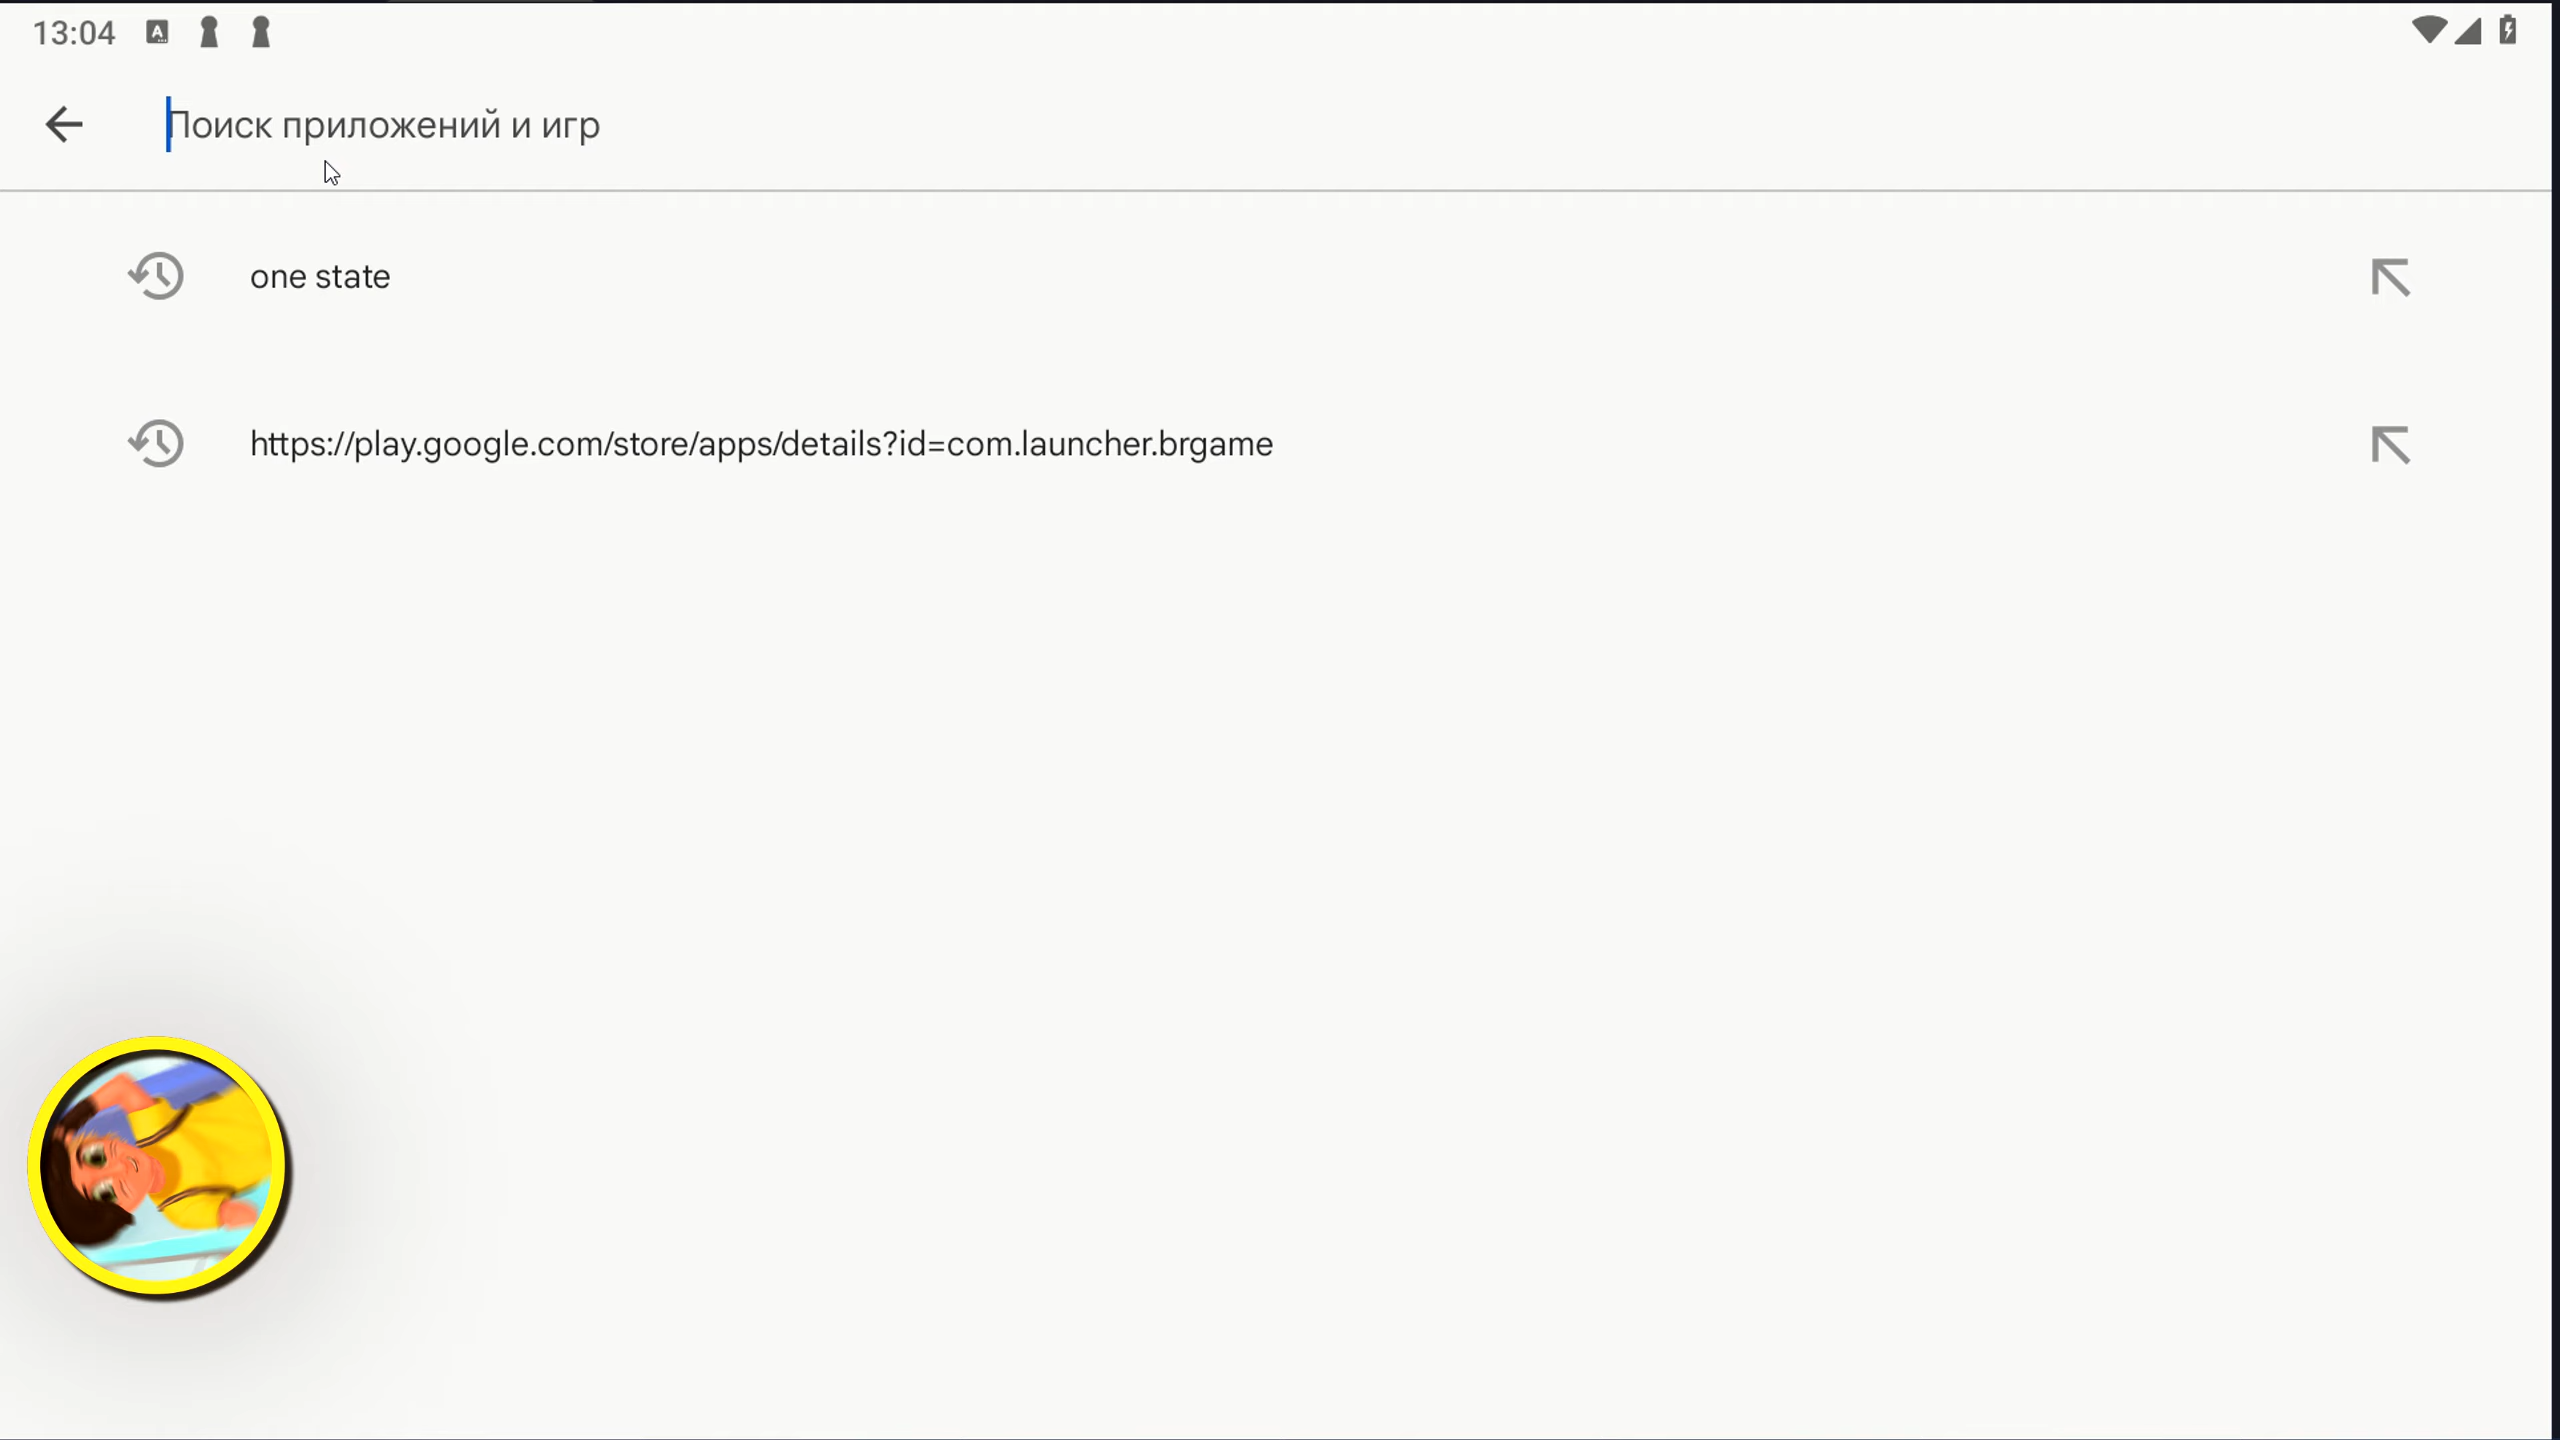 13:04
Поиск приложений и игр
one state
https://play.google.com/store/apps/details?id=com.launcher.brgame